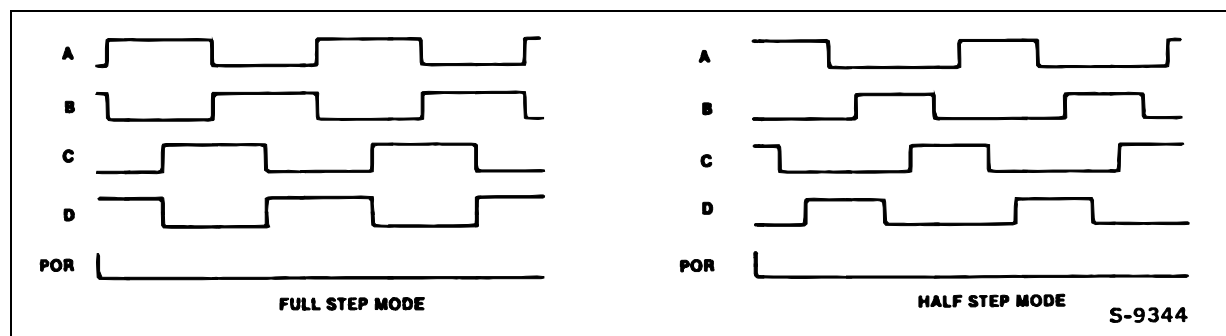 A
B
C
D
POR
FULL STEP MODE
A
B
C
D
POR
HALF STEP MODE
S-9344